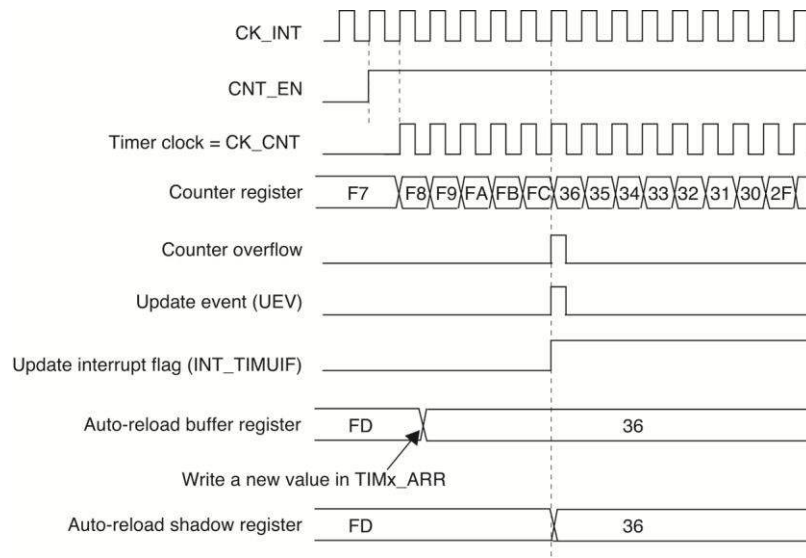 CK_INT
CNT_EN
Timer clock = CK_CNT
Counter register F7 F8 F9 FA FB FC 36 35 34 33 32 31 30 2F
Counter overflow
Update event (UEV)
Update interrupt flag (INT_TIMUIF)
Auto-reload buffer register FD 36
Write a new value in TIMx_ARR
Auto-reload shadow register FD 36